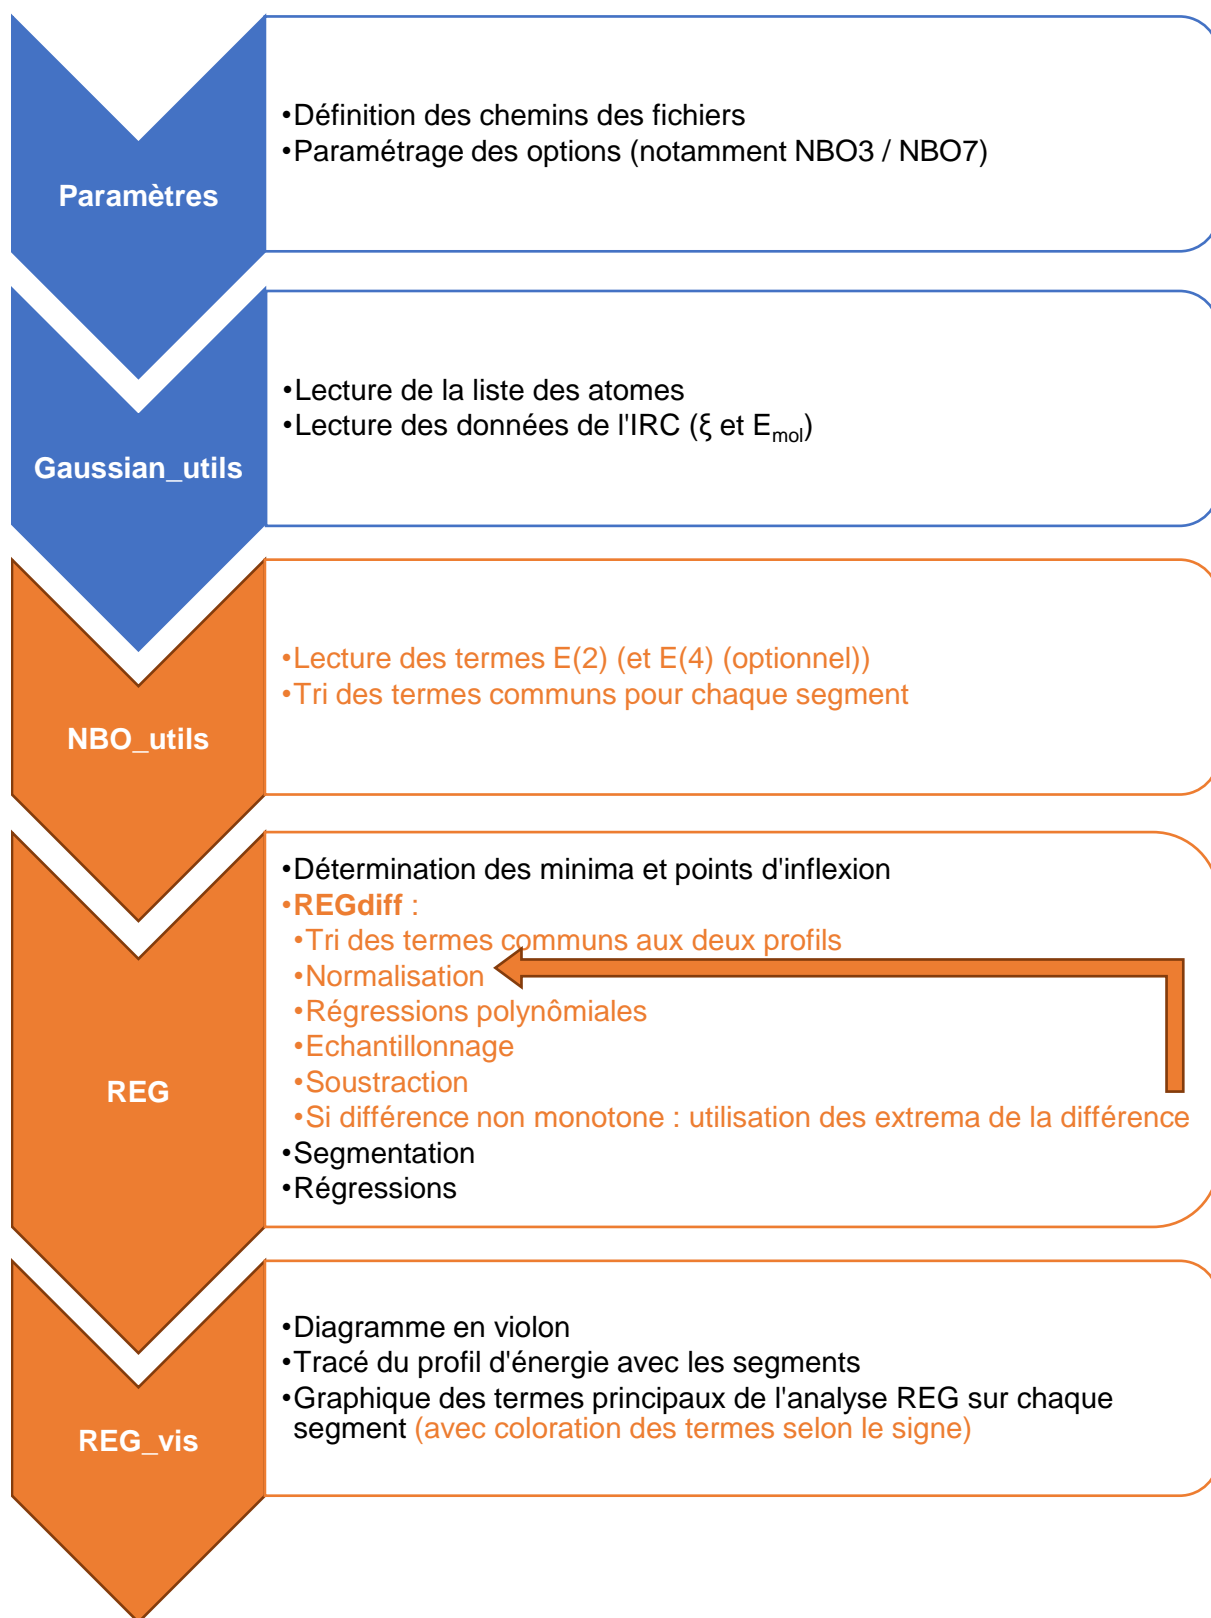 Paramètres
•Définition des chemins des fichiers
•Paramétrage des options (notamment NBO3 / NBO7)
Gaussian_utils
•Lecture de la liste des atomes
•Lecture des données de l'IRC (ξ et Emol)
NBO_utils
•Lecture des termes E(2) (et E(4) (optionnel))
•Tri des termes communs pour chaque segment
REG
•Détermination des minima et points d'inflexion
•REGdiff :
•Tri des termes communs aux deux profils
•Normalisation
•Régressions polynômiales
•Echantillonnage
•Soustraction
•Si différence non monotone : utilisation des extrema de la différence
•Segmentation
•Régressions
REG_vis
•Diagramme en violon
•Tracé du profil d'énergie avec les segments
•Graphique des termes principaux de l'analyse REG sur chaque
segment (avec coloration des termes selon le signe)